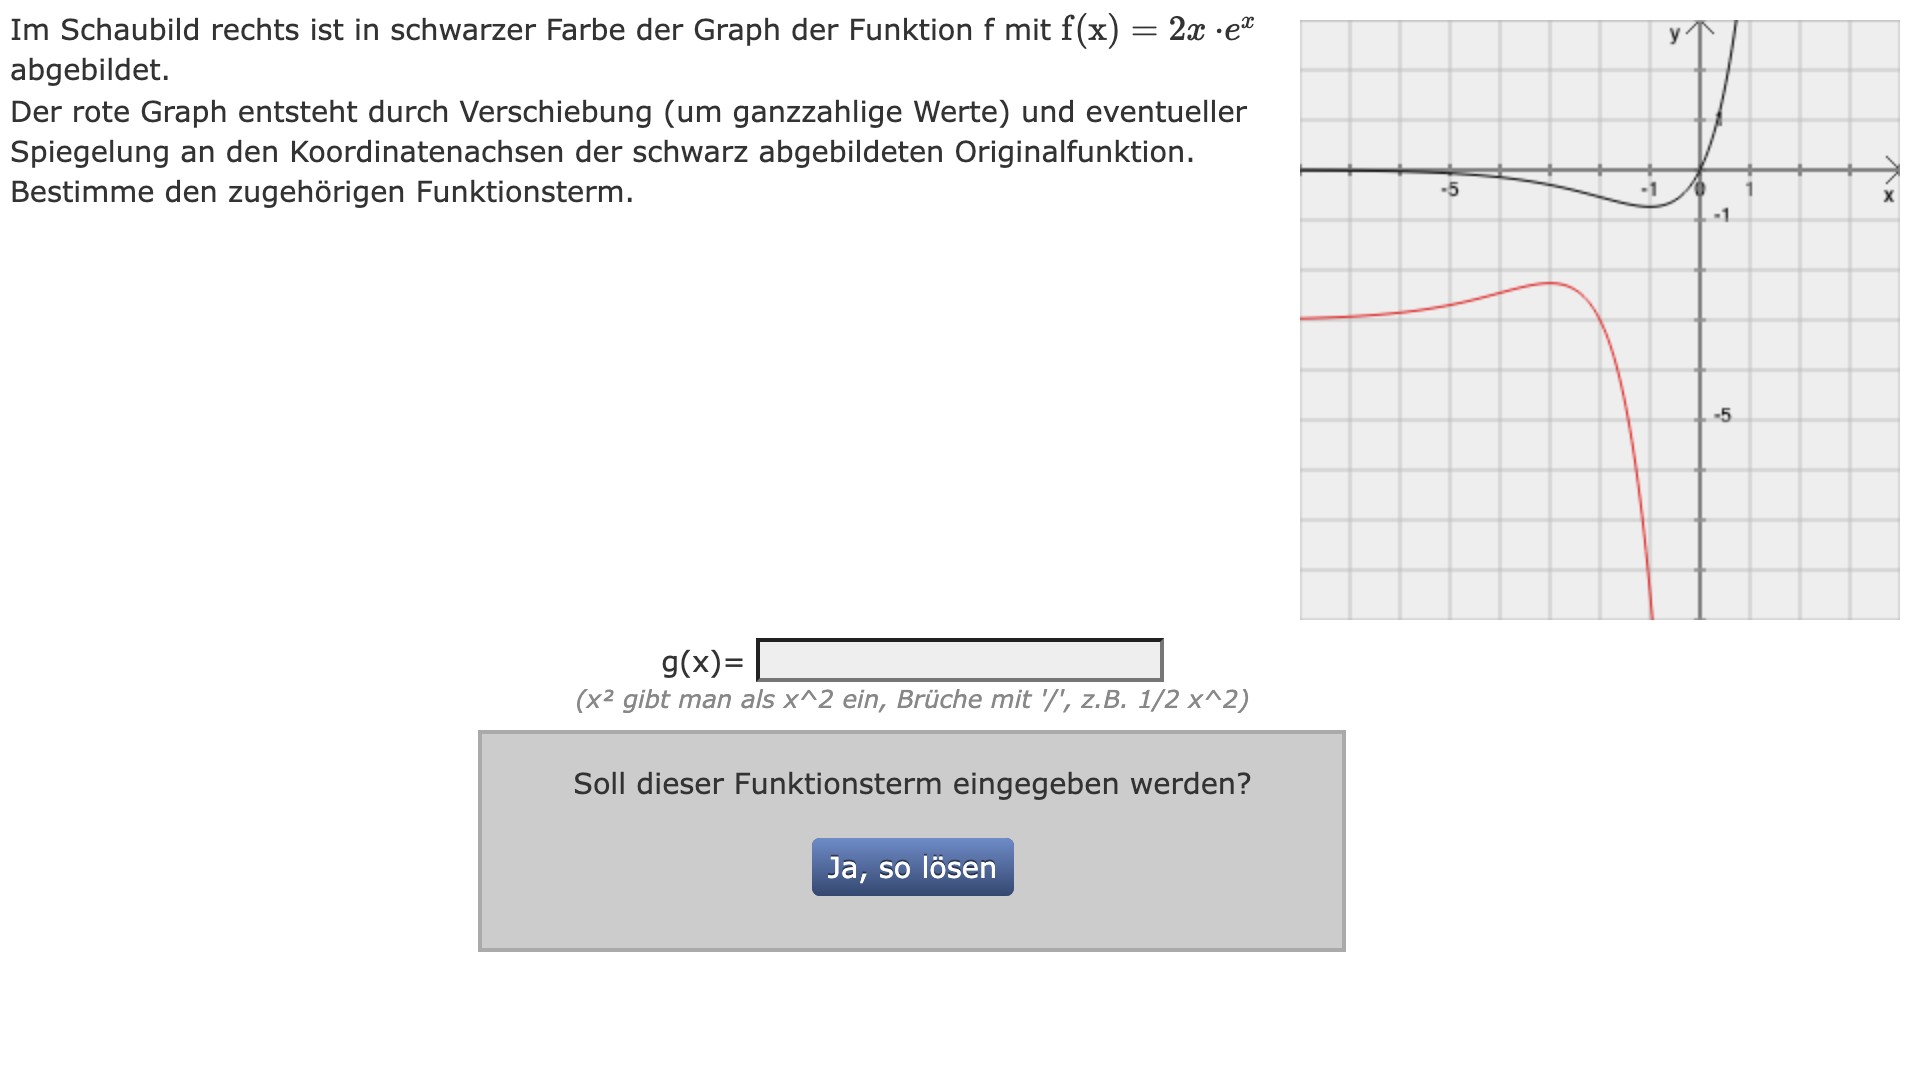 Im Schaubild rechts ist in schwarzer Farbe der Graph der Funktion f mit f(x) = 2x ·eˣ
abgebildet.
Der rote Graph entsteht durch Verschiebung (um ganzzahlige Werte) und eventueller
Spiegelung an den Koordinatenachsen der schwarz abgebildeten Originalfunktion.
Bestimme den zugehörigen Funktionsterm.
y
1
-5 -1 0 1
x
-1
-5
g(x)=
(x² gibt man als x^2 ein, Brüche mit '/', z.B. 1/2 x^2)
Soll dieser Funktionsterm eingegeben werden?
Ja, so lösen